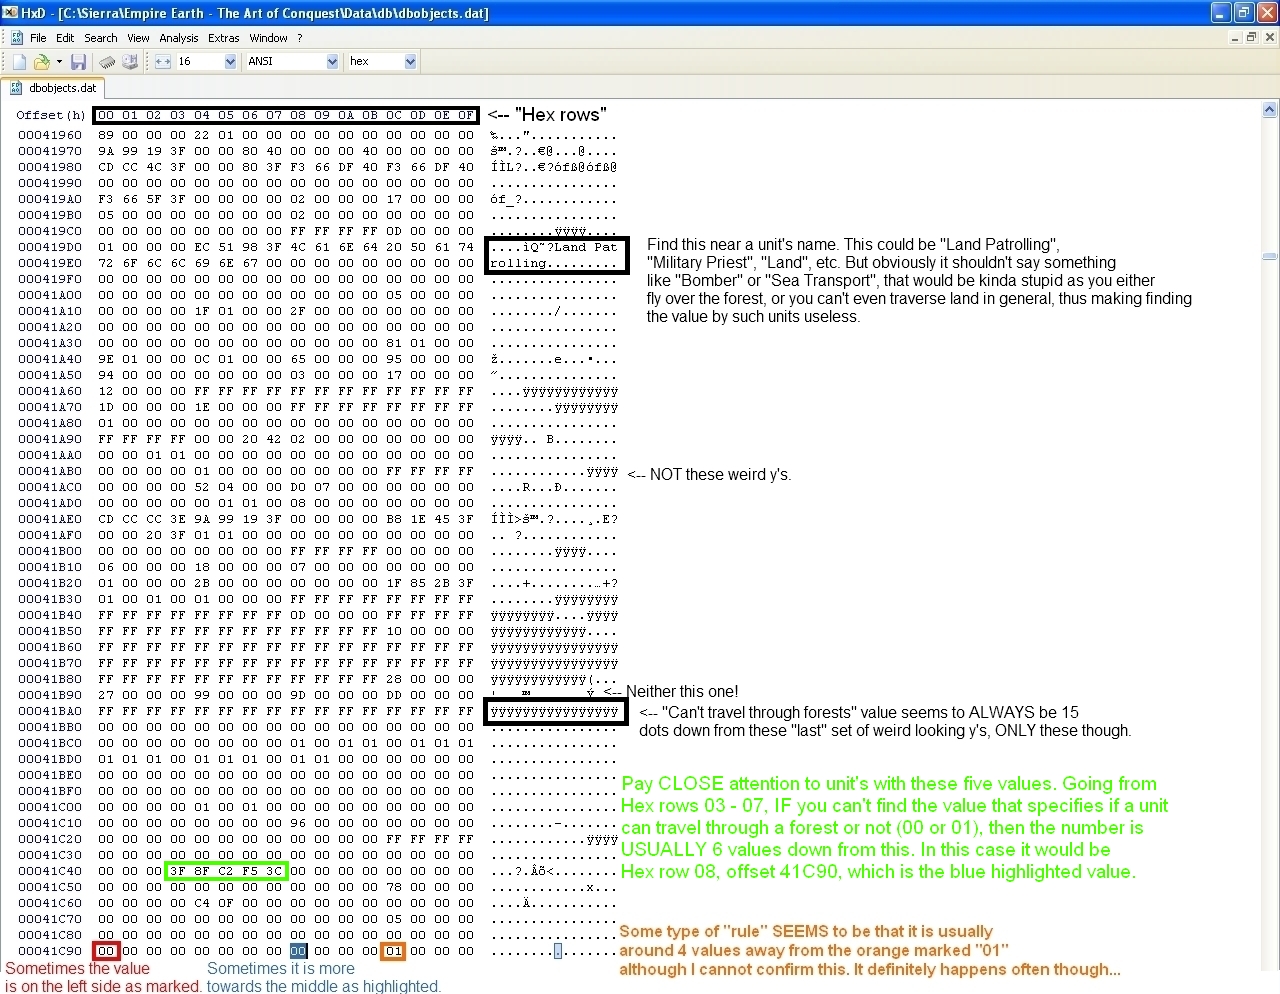 HxD - [C:\Sierra\Empire Earth - The Art of Conquest\Data\db\dbobjects.dat]
File Edit Search View Analysis Extras Window ?
16 ANSI hex
dbobjects.dat
Offset(h) 00 01 02 03 04 05 06 07 08 09 0A 0B 0C 0D 0E 0F <-- "Hex rows"
00041960 89 00 00 00 22 01 00 00 00 00 00 00 00 00 00 00 ‰..."...........
00041970 9A 99 19 3F 00 00 80 40 00 00 00 40 00 00 00 00 š™.?..€@...@....
00041980 CD CC 4C 3F 00 00 80 3F F3 66 DF 40 F3 66 DF 40 ÍÌL?..€?ófß@ófß@
00041990 00 00 00 00 00 00 00 00 00 00 00 00 00 00 00 00 ................
000419A0 F3 66 5F 3F 00 00 00 00 02 00 00 00 17 00 00 00 óf_?............
000419B0 05 00 00 00 00 00 00 00 02 00 00 00 00 00 00 00 ................
000419C0 00 00 00 00 00 00 00 00 FF FF FF FF 0D 00 00 00 ........ÿÿÿÿ....
000419D0 01 00 00 00 EC 51 98 3F 4C 61 6E 64 20 50 61 74 ....ìQ˜?Land Pat
000419E0 72 6F 6C 6C 69 6E 67 00 00 00 00 00 00 00 00 00 rolling.........
Find this near a unit's name. This could be "Land Patrolling",
"Military Priest", "Land", etc. But obviously it shouldn't say something
like "Bomber" or "Sea Transport", that would be kinda stupid as you either
fly over the forest, or you can't even traverse land in general, thus making finding
the value by such units useless.
000419F0 00 00 00 00 00 00 00 00 00 00 00 00 00 00 00 00 ................
00041A00 00 00 00 00 00 00 00 00 00 00 00 00 05 00 00 00 ................
00041A10 00 00 00 00 1F 01 00 00 2F 00 00 00 00 00 00 00 ......../.......
00041A20 00 00 00 00 00 00 00 00 00 00 00 00 00 00 00 00 ................
00041A30 00 00 00 00 00 00 00 00 00 00 00 00 81 01 00 00 ................
00041A40 9E 01 00 00 0C 01 00 00 65 00 00 00 95 00 00 00 ž.......e...•...
00041A50 94 00 00 00 00 00 00 00 03 00 00 00 17 00 00 00 ”...............
00041A60 12 00 00 00 FF FF FF FF FF FF FF FF FF FF FF FF ....ÿÿÿÿÿÿÿÿÿÿÿÿ
00041A70 1D 00 00 00 1E 00 00 00 FF FF FF FF FF FF FF FF ........ÿÿÿÿÿÿÿÿ
00041A80 01 00 00 00 00 00 00 00 00 00 00 00 00 00 00 00 ................
00041A90 FF FF FF FF 00 00 20 42 02 00 00 00 00 00 00 00 ÿÿÿÿ.. B........
00041AA0 00 00 01 01 00 00 00 00 00 00 00 00 00 00 00 00 ................
00041AB0 00 00 00 00 01 00 00 00 00 00 00 00 FF FF FF FF ............ÿÿÿÿ <-- NOT these weird y's.
00041AC0 00 00 00 00 52 04 00 00 D0 07 00 00 00 00 00 00 ....R...Ð.......
00041AD0 00 00 00 00 00 01 01 00 08 00 00 00 00 00 00 00 ................
00041AE0 CD CC CC 3E 9A 99 19 3F 00 00 00 00 B8 1E 45 3F ÍÌÌ>š™.?....¸.E?
00041AF0 00 00 20 3F 01 01 00 00 00 00 00 00 00 00 00 00 .. ?............
00041B00 00 00 00 00 00 00 00 00 FF FF FF FF 00 00 00 00 ........ÿÿÿÿ....
00041B10 06 00 00 00 18 00 00 00 07 00 00 00 00 00 00 00 ................
00041B20 01 00 00 00 2B 00 00 00 00 00 00 00 1F 85 2B 3F ....+........…+?
00041B30 01 00 01 00 01 00 00 00 FF FF FF FF FF FF FF FF ........ÿÿÿÿÿÿÿÿ
00041B40 FF FF FF FF FF FF FF FF 0D 00 00 00 FF FF FF FF ÿÿÿÿÿÿÿÿ....ÿÿÿÿ
00041B50 FF FF FF FF FF FF FF FF FF FF FF FF 10 00 00 00 ÿÿÿÿÿÿÿÿÿÿÿÿ....
00041B60 FF FF FF FF FF FF FF FF FF FF FF FF FF FF FF FF ÿÿÿÿÿÿÿÿÿÿÿÿÿÿÿÿ
00041B70 FF FF FF FF FF FF FF FF FF FF FF FF FF FF FF FF ÿÿÿÿÿÿÿÿÿÿÿÿÿÿÿÿ
00041B80 FF FF FF FF FF FF FF FF FF FF FF FF 28 00 00 00 ÿÿÿÿÿÿÿÿÿÿÿÿ(...
00041B90 27 00 00 00 99 00 00 00 9D 00 00 00 DD 00 00 00 ' ™ Ý <-- Neither this one!
00041BA0 FF FF FF FF FF FF FF FF FF FF FF FF FF FF FF FF ÿÿÿÿÿÿÿÿÿÿÿÿÿÿÿÿ <-- "Can't travel through forests" value seems to ALWAYS be 15
dots down from these "last" set of weird looking y's, ONLY these though.
00041BB0 00 00 00 00 00 00 00 00 00 00 00 00 00 00 00 00 ................
00041BC0 00 00 00 00 00 00 00 00 01 00 01 01 00 01 01 01 ................
00041BD0 01 01 00 01 01 01 00 00 01 01 00 00 00 00 00 00 ................
00041BE0 00 00 00 00 00 00 00 00 00 00 00 00 00 00 00 00 ................
00041BF0 00 00 00 00 00 00 00 00 00 00 00 00 00 00 00 00 ................
00041C00 00 00 00 00 01 00 01 00 00 00 00 00 00 00 00 00 ................
00041C10 00 00 00 00 00 00 00 00 96 00 00 00 00 00 00 00 ........–.......
00041C20 00 00 00 00 00 00 00 00 00 00 00 00 FF FF FF FF ............ÿÿÿÿ
00041C30 00 00 00 00 00 00 00 00 00 00 00 00 00 00 00 00 ................
00041C40 00 00 00 3F 8F C2 F5 3C 00 00 00 00 00 00 00 00 ...?.Âõ<........
00041C50 00 00 00 00 00 00 00 00 00 00 00 00 78 00 00 00 ............x...
00041C60 00 00 00 00 C4 0F 00 00 00 00 00 00 00 00 00 00 ....Ä...........
00041C70 00 00 00 00 00 00 00 00 00 00 00 00 05 00 00 00 ................
00041C80 00 00 00 00 00 00 00 00 00 00 00 00 00 00 00 00 ................
00041C90 00 00 00 00 00 00 00 00 00 00 00 00 01 00 00 00 ................
Pay CLOSE attention to unit's with these five values. Going from
Hex rows 03 - 07, IF you can't find the value that specifies if a unit
can travel through a forest or not (00 or 01), then the number is
USUALLY 6 values down from this. In this case it would be
Hex row 08, offset 41C90, which is the blue highlighted value.
Some type of "rule" SEEMS to be that it is usually
around 4 values away from the orange marked "01"
although I cannot confirm this. It definitely happens often though...
Sometimes the value
is on the left side as marked.
Sometimes it is more
towards the middle as highlighted.